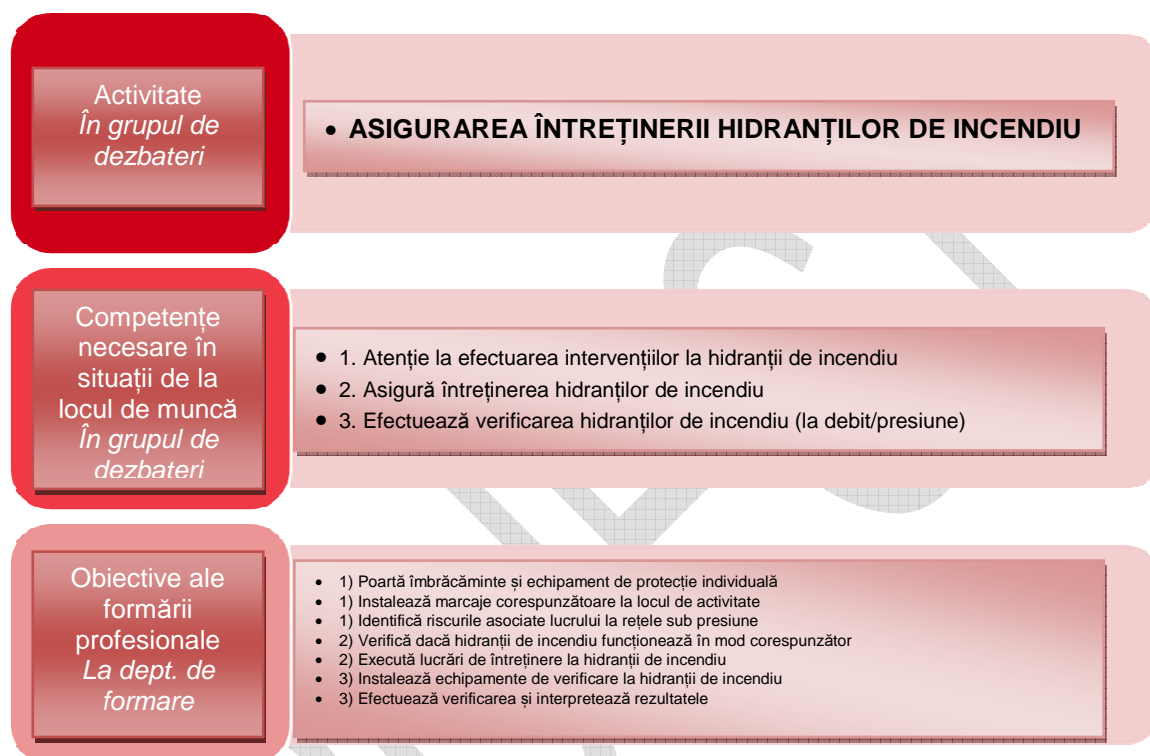 Activitate
În grupul de
dezbateri
• ASIGURAREA ÎNTREȚINERII HIDRANȚILOR DE INCENDIU
Competențe
necesare în
situații de la
locul de muncă
În grupul de
dezbateri
• 1. Atenție la efectuarea intervențiilor la hidranții de incendiu
• 2. Asigură întreținerea hidranților de incendiu
• 3. Efectuează verificarea hidranților de incendiu (la debit/presiune)
Obiective ale
formării
profesionale
La dept. de
formare
• 1) Poartă îmbrăcăminte și echipament de protecție individuală
• 1) Instalează marcaje corespunzătoare la locul de activitate
• 1) Identifică riscurile asociate lucrului la rețele sub presiune
• 2) Verifică dacă hidranții de incendiu funcționează în mod corespunzător
• 2) Execută lucrări de întreținere la hidranții de incendiu
• 3) Instalează echipamente de verificare la hidranții de incendiu
• 3) Efectuează verificarea și interpretează rezultatele